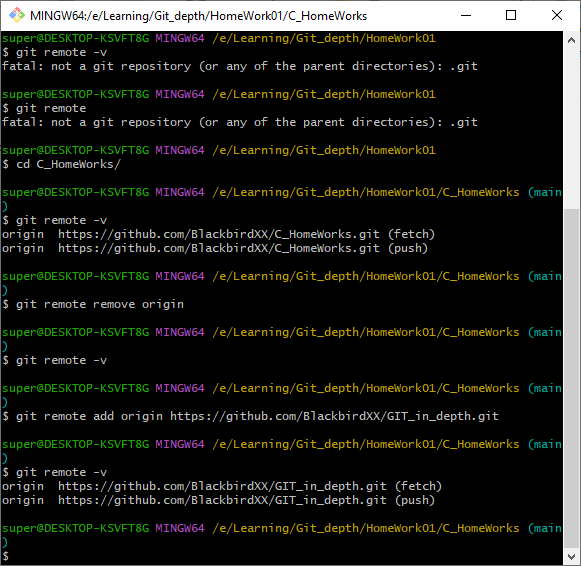 MINGW64:/e/Learning/Git_depth/HomeWork01/C_HomeWorks
super@DESKTOP-KSVFT8G MINGW64 /e/Learning/Git_depth/HomeWork01
$ git remote -v
fatal: not a git repository (or any of the parent directories): .git
super@DESKTOP-KSVFT8G MINGW64 /e/Learning/Git_depth/HomeWork01
$ git remote
fatal: not a git repository (or any of the parent directories): .git
super@DESKTOP-KSVFT8G MINGW64 /e/Learning/Git_depth/HomeWork01
$ cd C_HomeWorks/
super@DESKTOP-KSVFT8G MINGW64 /e/Learning/Git_depth/HomeWork01/C_HomeWorks (main
)
$ git remote -v
origin  https://github.com/BlackbirdXX/C_HomeWorks.git (fetch)
origin  https://github.com/BlackbirdXX/C_HomeWorks.git (push)
super@DESKTOP-KSVFT8G MINGW64 /e/Learning/Git_depth/HomeWork01/C_HomeWorks (main
)
$ git remote remove origin
super@DESKTOP-KSVFT8G MINGW64 /e/Learning/Git_depth/HomeWork01/C_HomeWorks (main
)
$ git remote -v
super@DESKTOP-KSVFT8G MINGW64 /e/Learning/Git_depth/HomeWork01/C_HomeWorks (main
)
$ git remote add origin https://github.com/BlackbirdXX/GIT_in_depth.git
super@DESKTOP-KSVFT8G MINGW64 /e/Learning/Git_depth/HomeWork01/C_HomeWorks (main
)
$ git remote -v
origin  https://github.com/BlackbirdXX/GIT_in_depth.git (fetch)
origin  https://github.com/BlackbirdXX/GIT_in_depth.git (push)
super@DESKTOP-KSVFT8G MINGW64 /e/Learning/Git_depth/HomeWork01/C_HomeWorks (main
)
$